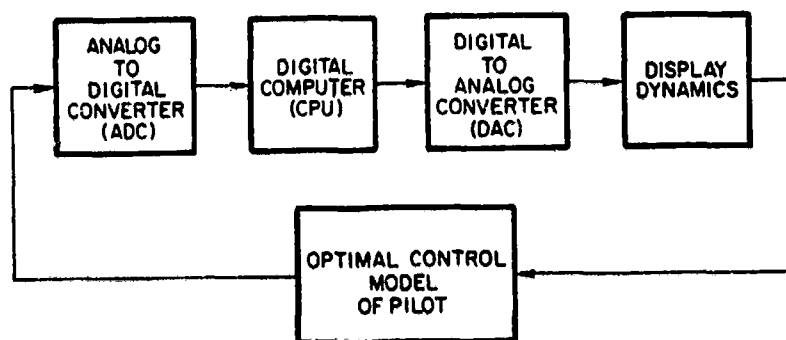 ANALOG
TO
DIGITAL
CONVERTER
(ADC)
DIGITAL
COMPUTER
(CPU)
DIGITAL
TO
ANALOG
CONVERTER
(DAC)
DISPLAY
DYNAMICS
OPTIMAL CONTROL
MODEL
OF PILOT